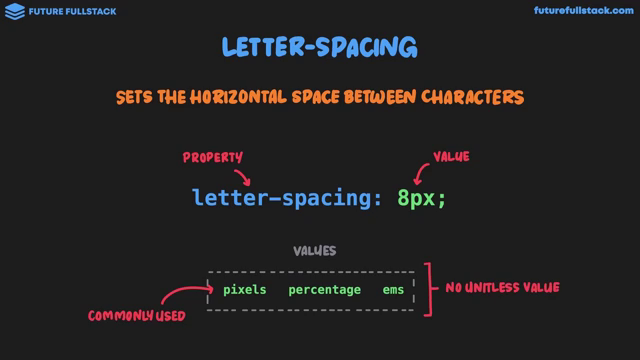 FUTURE FULLSTACK
futurefullstack.com
LETTER-SPACING
SETS THE HORIZONTAL SPACE BETWEEN CHARACTERS
PROPERTY
VALUE
letter-spacing: 8px;
VALUES
pixels percentage ems
NO UNITLESS VALUE
COMMONLY USED